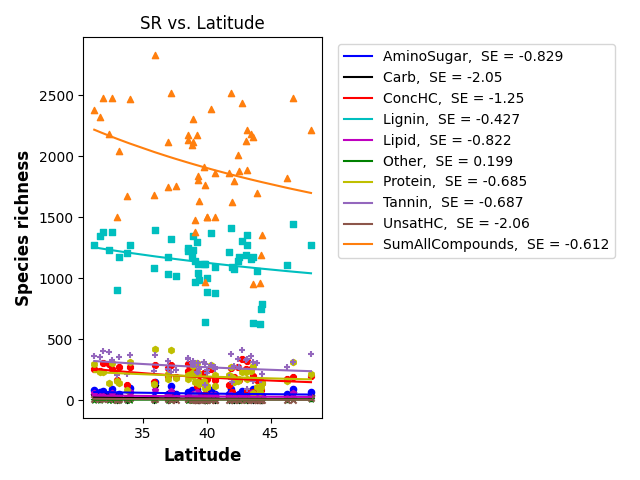 SR vs. Latitude
Species richness
2500
2000
1500
1000
500
0
35
40
45
Latitude
AminoSugar,  SE = -0.829
Carb,  SE = -2.05
ConcHC,  SE = -1.25
Lignin,  SE = -0.427
Lipid,  SE = -0.822
Other,  SE = 0.199
Protein,  SE = -0.685
Tannin,  SE = -0.687
UnsatHC,  SE = -2.06
SumAllCompounds,  SE = -0.612